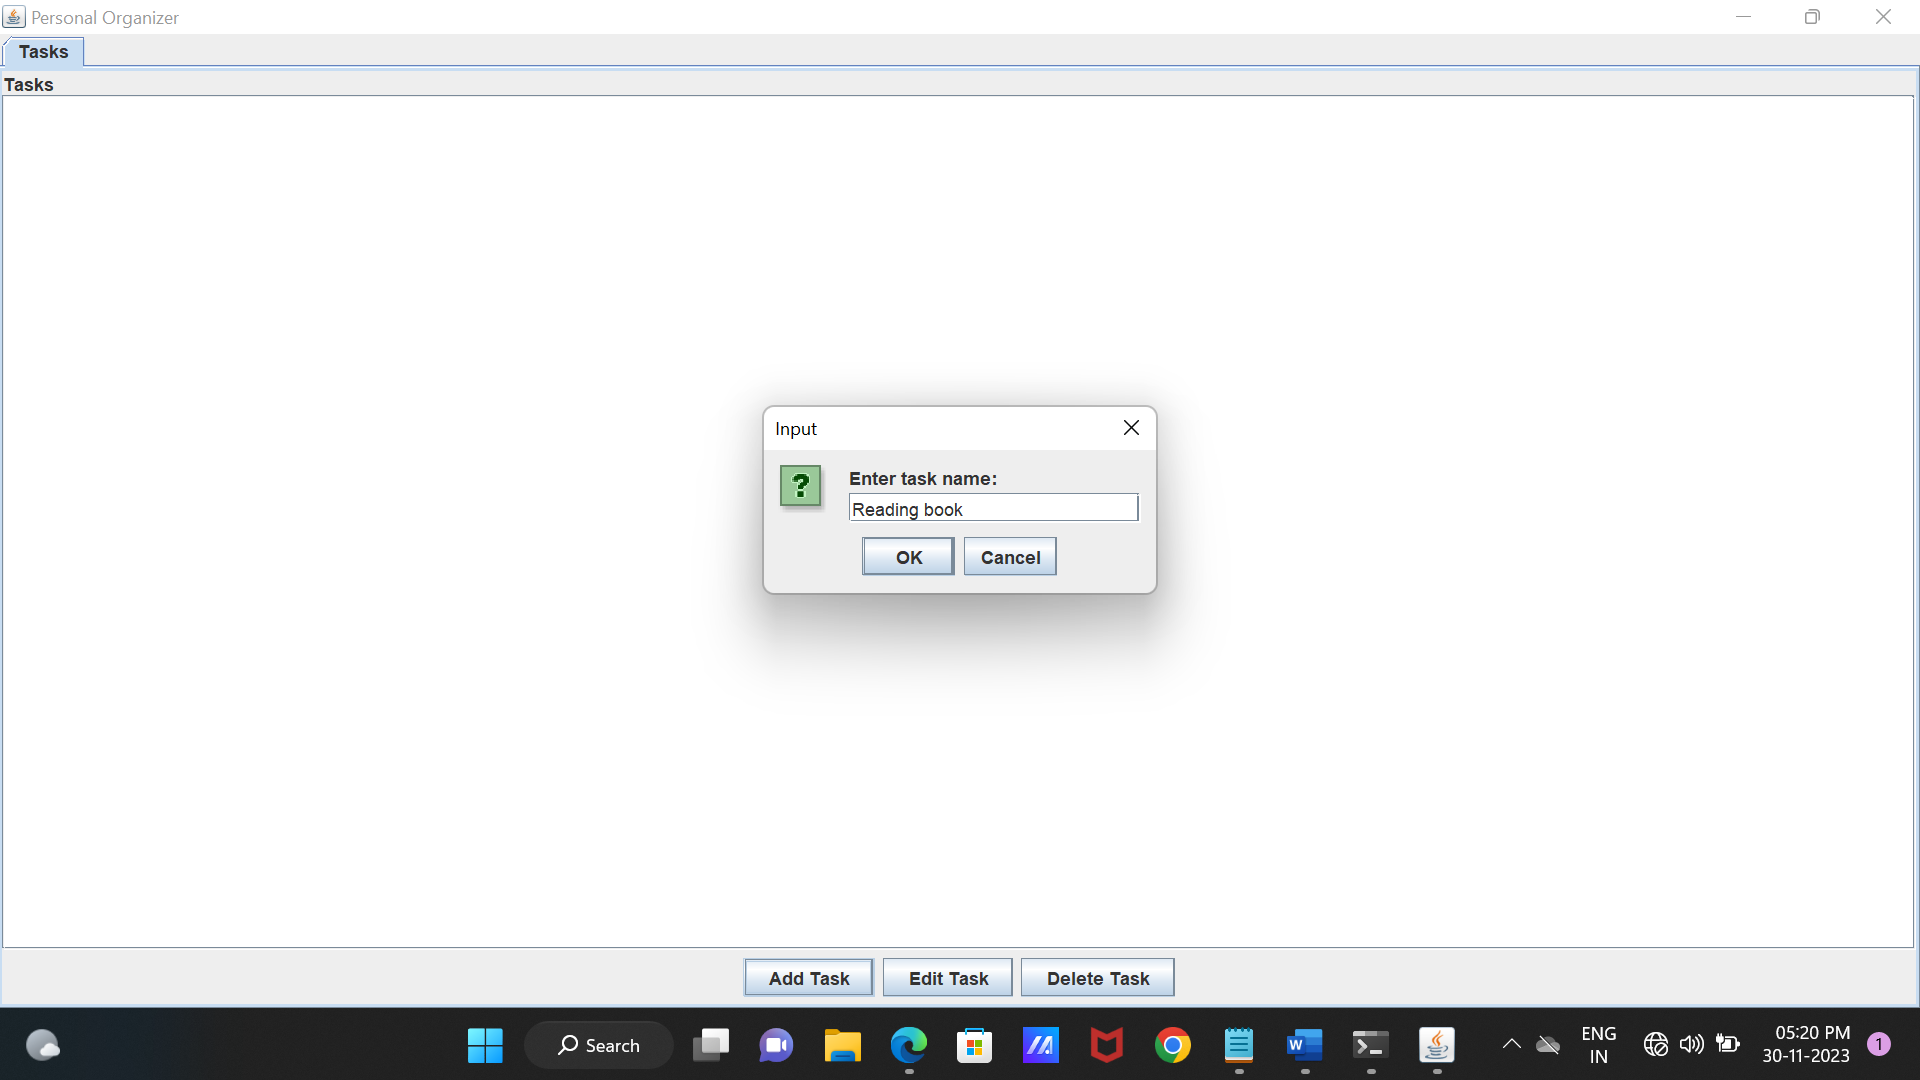 Personal Organizer
Tasks
Tasks
Input
?
Enter task name:
Reading book
OK Cancel
Add Task Edit Task Delete Task
Search
W
ENG
IN
05:20 PM
30-11-2023
1